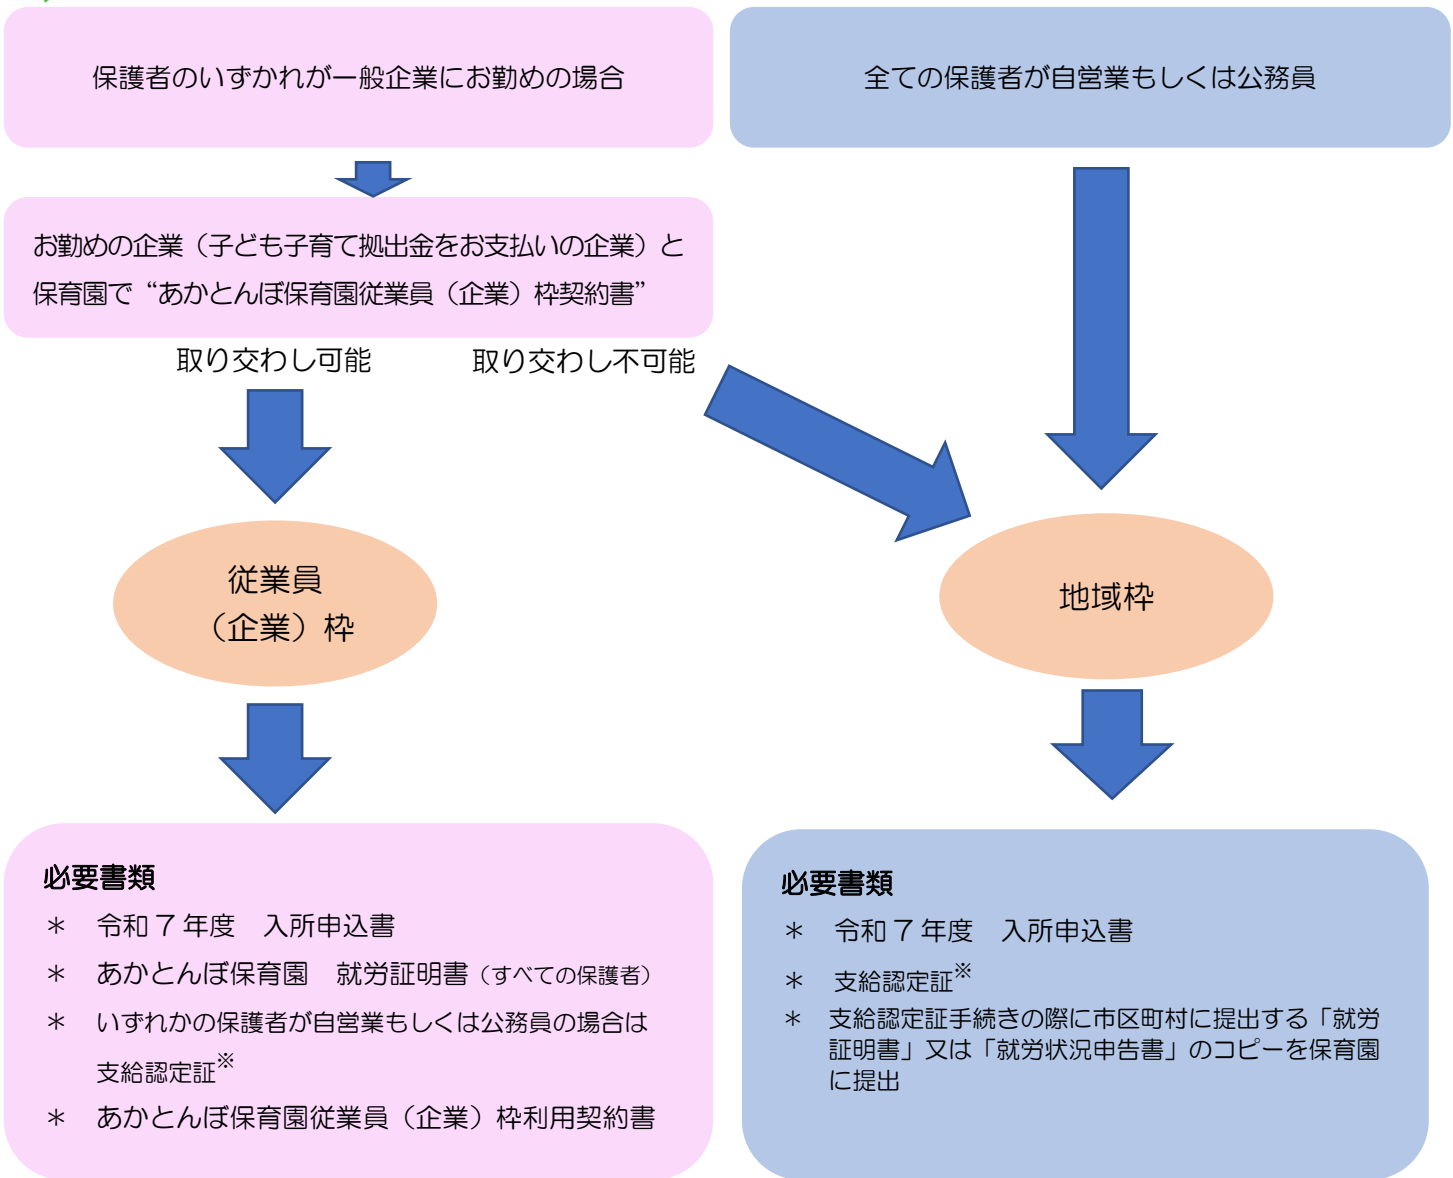 保護者のいずかれが一般企業にお勤めの場合
全ての保護者が自営業もしくは公務員
お勤めの企業（子ども子育て拠出金をお支払いの企業）と
保育園で“あかとんぼ保育園従業員（企業）枠契約書”
取り交わし可能
取り交わし不可能
従業員
（企業）枠
地域枠
必要書類
＊ 令和７年度 入所申込書
＊ あかとんぼ保育園 就労証明書（すべての保護者）
＊ いずれかの保護者が自営業もしくは公務員の場合は
支給認定証※
＊ あかとんぼ保育園従業員（企業）枠利用契約書
必要書類
＊ 令和７年度 入所申込書
＊ 支給認定証※
＊ 支給認定証手続きの際に市区町村に提出する「就労
証明書」又は「就労状況申告書」のコピーを保育園
に提出